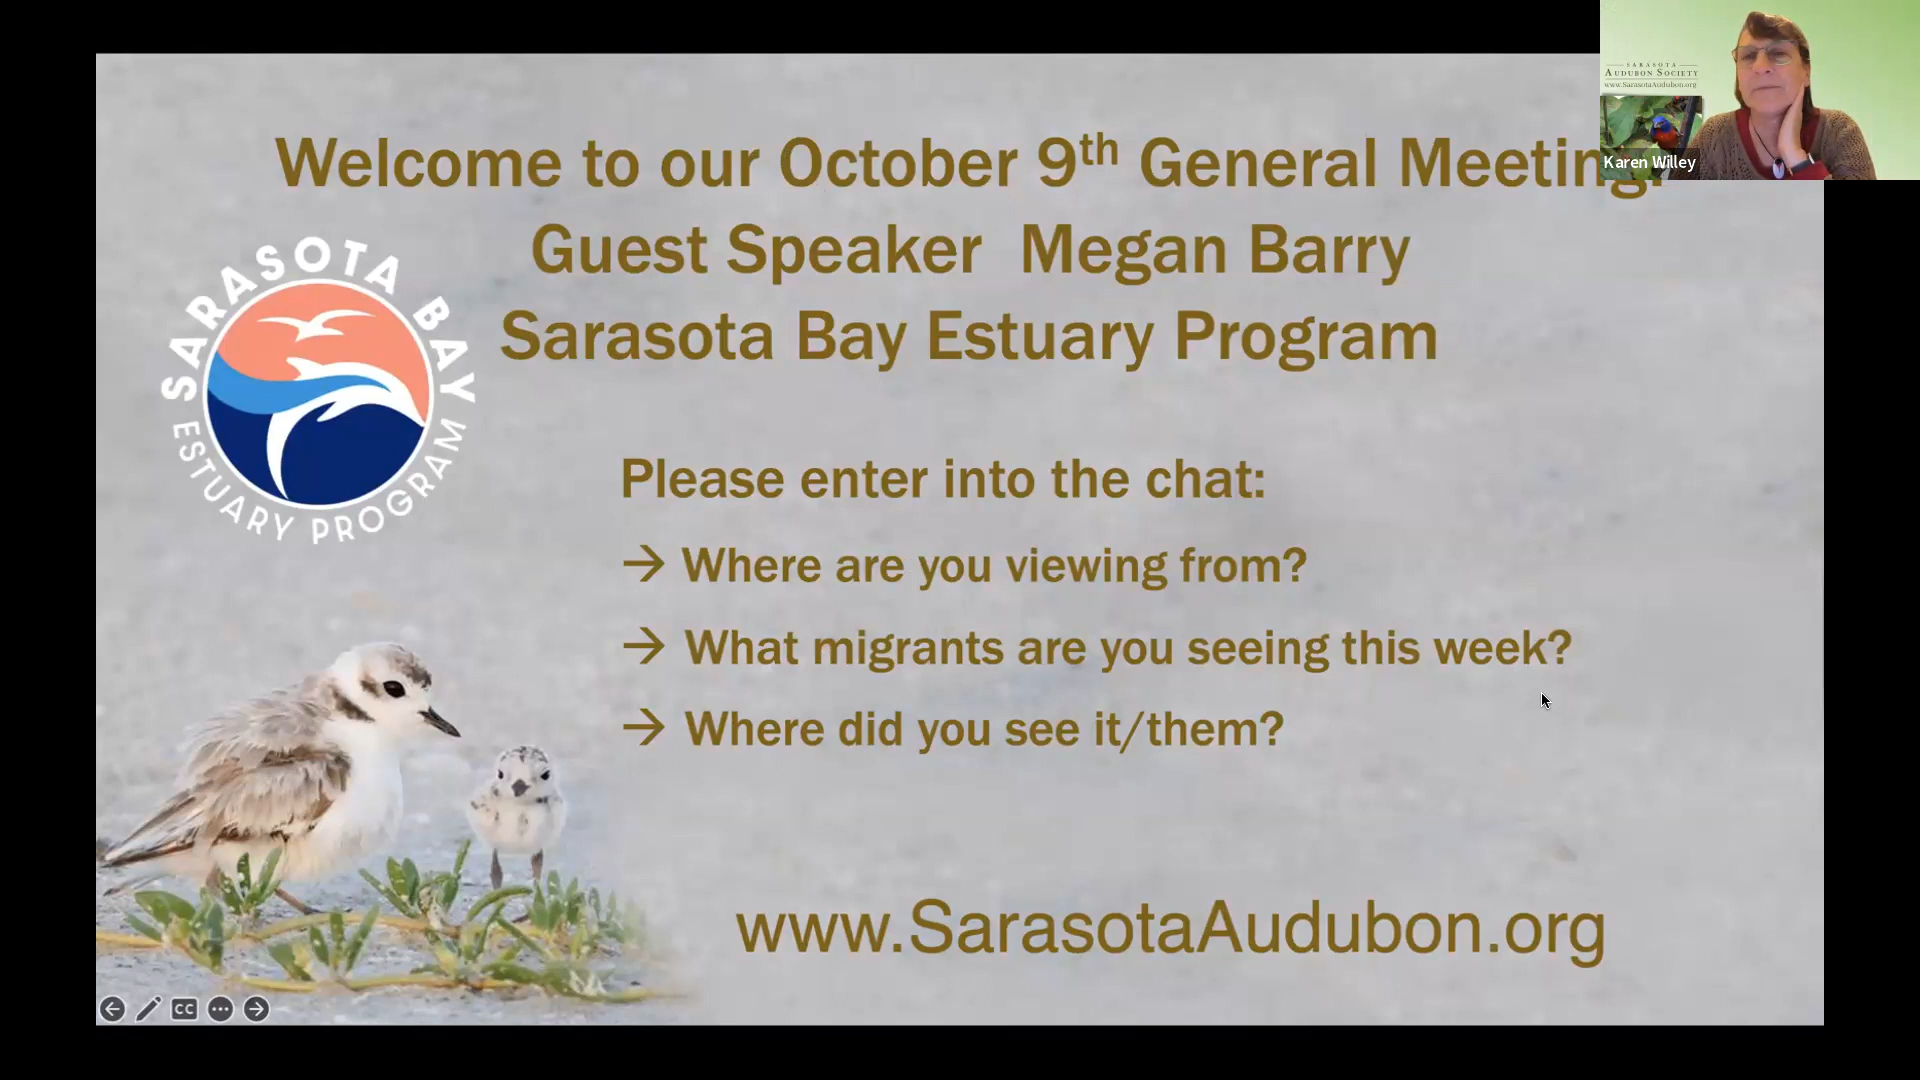 Welcome to our October 9th General Meeting!
Guest Speaker Megan Barry
Sarasota Bay Estuary Program
SARASOTA BAY
ESTUARY PROGRAM
Please enter into the chat:
→ Where are you viewing from?
→ What migrants are you seeing this week?
→ Where did you see it/them?
www.SarasotaAudubon.org
SARASOTA
AUDUBON SOCIETY
www.SarasotaAudubon.org
Karen Willey
CC